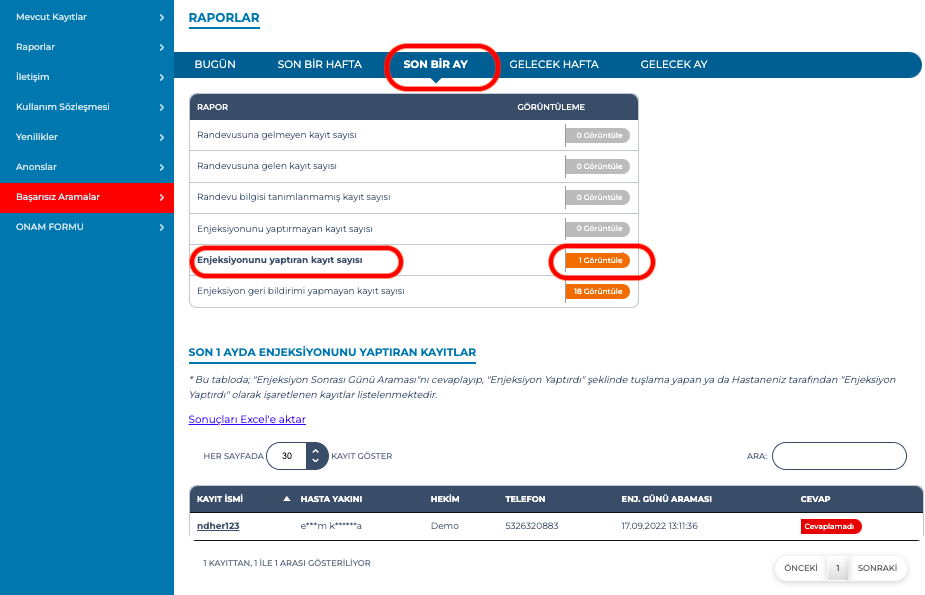 Mevcut Kayıtlar
Raporlar
İletişim
Kullanım Sözleşmesi
Yenilikler
Anonslar
Başarısız Aramalar
ONAM FORMU
RAPORLAR
BUGÜN SON BİR HAFTA SON BİR AY GELECEK HAFTA GELECEK AY
RAPOR GÖRÜNTÜLEME
Randevusuna gelmeyen kayıt sayısı 0 Görüntüle
Randevusuna gelen kayıt sayısı 0 Görüntüle
Randevu bilgisi tanımlanmamış kayıt sayısı 0 Görüntüle
Enjeksiyonunu yaptırmayan kayıt sayısı 0 Görüntüle
Enjeksiyonunu yaptıran kayıt sayısı 1 Görüntüle
Enjeksiyon geri bildirimi yapmayan kayıt sayısı 18 Görüntüle
SON 1 AYDA ENJEKSİYONUNU YAPTIRAN KAYITLAR
* Bu tabloda; "Enjeksiyon Sonrası Günü Araması"nı cevaplayıp, "Enjeksiyon Yaptırdı" şeklinde tuşlama yapan ya da Hastaneniz tarafından "Enjeksiyon
Yaptırdı" olarak işaretlenen kayıtlar listelenmektedir.
Sonuçları Excel'e aktar
HER SAYFADA 30 KAYIT GÖSTER ARA:
KAYIT İSMİ HASTA YAKINI HEKİM TELEFON ENJ. GÜNÜ ARAMASI CEVAP
ndher123 e***m k******a Demo 5326320883 17.09.2022 13:11:36 Cevaplamadı
1 KAYITTAN, 1 İLE 1 ARASI GÖSTERİLİYOR
ÖNCEKİ 1 SONRAKİ